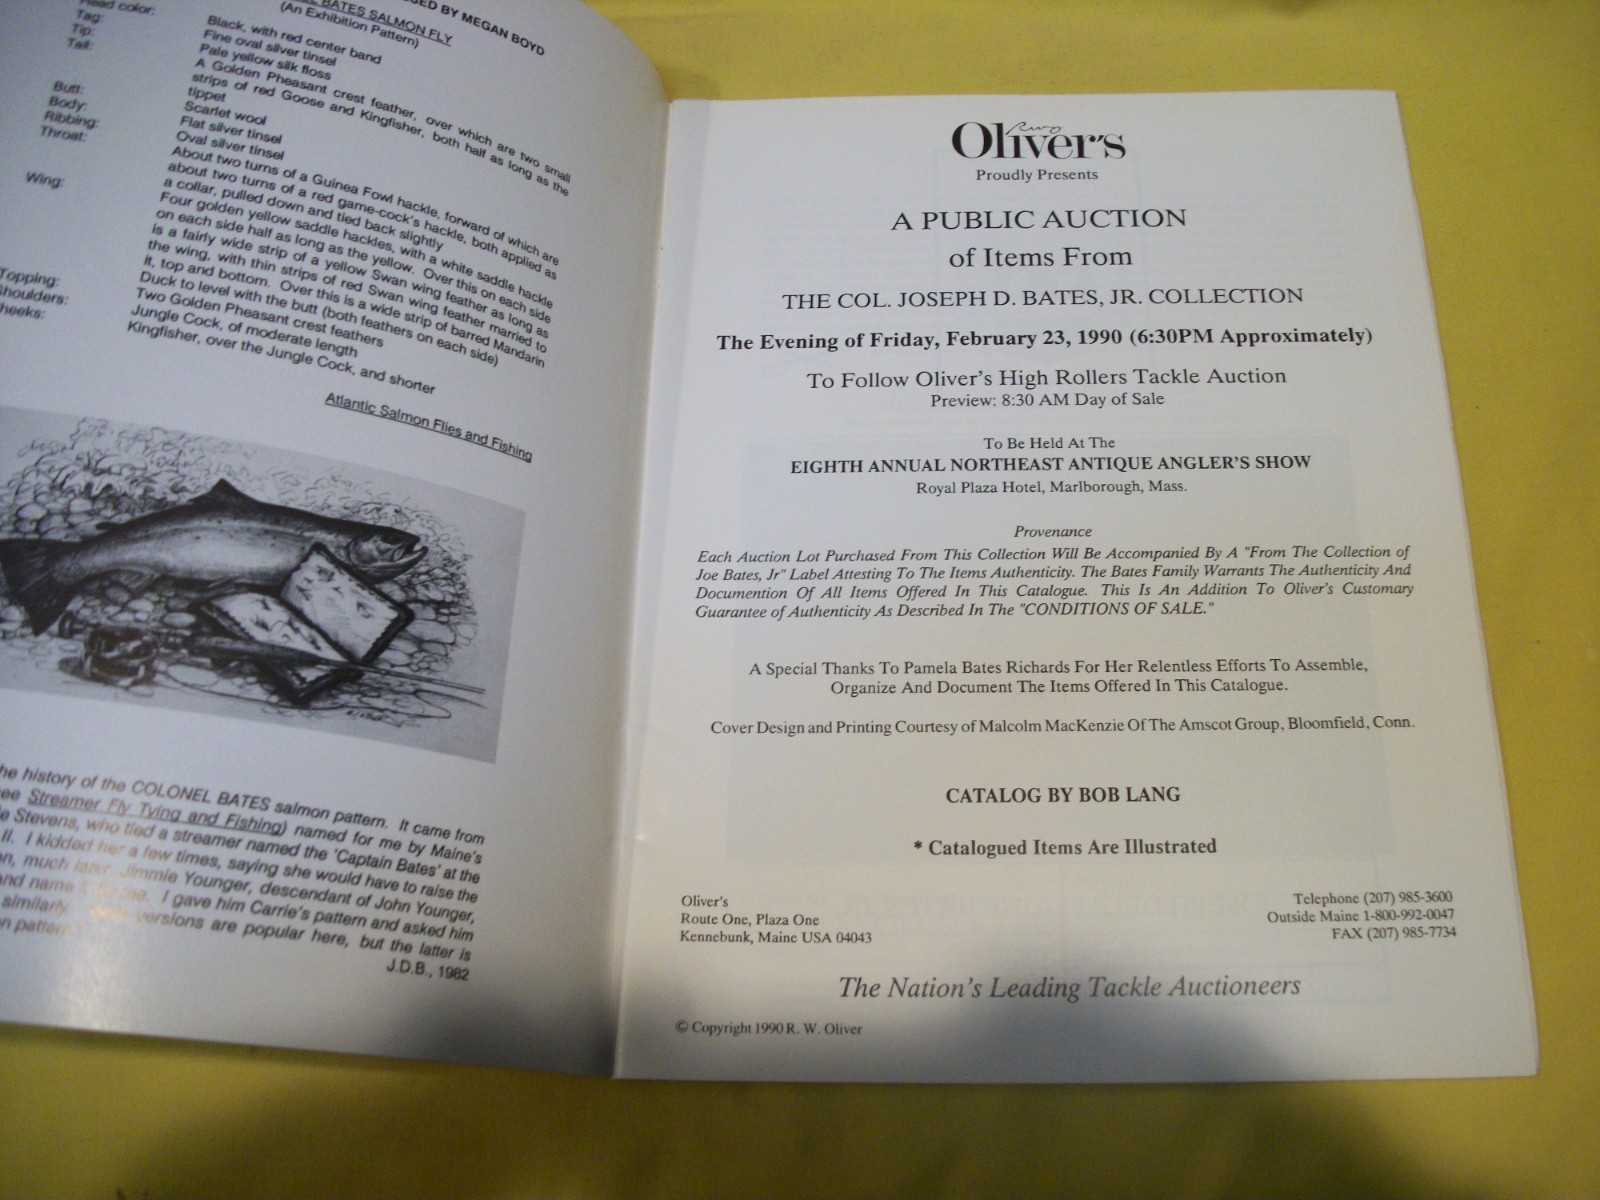 SSED BY MEGAN BOYD
EL BATES SALMON FLY
(An Exhibition Pattern)
Head color: Black, with red center band
Tag: Fine oval silver tinsel
Tip: Pale yellow silk floss
Tail: A Golden Pheasant crest feather, over which are two small
strips of red Goose and Kingfisher, both half as long as the
tippet
Butt: Scarlet wool
Body: Flat silver tinsel
Ribbing: Oval silver tinsel
Throat: About two turns of a Guinea Fowl hackle, forward of which are
about two turns of a red game-cock's hackle, both applied as
a collar, pulled down and tied back slightly
Wing: Four golden yellow saddle hackles, with a white saddle hackle
on each side half as long as the yellow. Over this on each side
is a fairly wide strip of a yellow Swan wing feather as long as
the wing, with thin strips of red Swan wing feather married to
it, top and bottom. Over this is a wide strip of barred Mandarin
Duck to level with the butt (both feathers on each side)
Topping: Two Golden Pheasant crest feathers
Shoulders: Jungle Cock, of moderate length
heeks: Kingfisher, over the Jungle Cock, and shorter
Atlantic Salmon Flies and Fishing
he history of the COLONEL BATES salmon pattern. It came from
ee Streamer Fly Tying and Fishing) named for me by Maine's
e Stevens, who tied a streamer named the 'Captain Bates' at the
II. I kidded her a few times, saying she would have to raise the
n, much later Jimmie Younger, descendant of John Younger,
and name it for me. I gave him Carrie's pattern and asked him
similarly. versions are popular here, but the latter is
n pattern.
J.D.B., 1982
RWO
Oliver's
Proudly Presents
A PUBLIC AUCTION
of Items From
THE COL. JOSEPH D. BATES, JR. COLLECTION
The Evening of Friday, February 23, 1990 (6:30PM Approximately)
To Follow Oliver's High Rollers Tackle Auction
Preview: 8:30 AM Day of Sale
To Be Held At The
EIGHTH ANNUAL NORTHEAST ANTIQUE ANGLER'S SHOW
Royal Plaza Hotel, Marlborough, Mass.
Provenance
Each Auction Lot Purchased From This Collection Will Be Accompanied By A "From The Collection of
Joe Bates, Jr" Label Attesting To The Items Authenticity. The Bates Family Warrants The Authenticity And
Documention Of All Items Offered In This Catalogue. This Is An Addition To Oliver's Customary
Guarantee of Authenticity As Described In The "CONDITIONS OF SALE."
A Special Thanks To Pamela Bates Richards For Her Relentless Efforts To Assemble,
Organize And Document The Items Offered In This Catalogue.
Cover Design and Printing Courtesy of Malcolm MacKenzie Of The Amscot Group, Bloomfield, Conn.
CATALOG BY BOB LANG
* Catalogued Items Are Illustrated
Oliver's
Route One, Plaza One
Kennebunk, Maine USA 04043
Telephone (207) 985-3600
Outside Maine 1-800-992-0047
FAX (207) 985-7734
The Nation's Leading Tackle Auctioneers
© Copyright 1990 R. W. Oliver